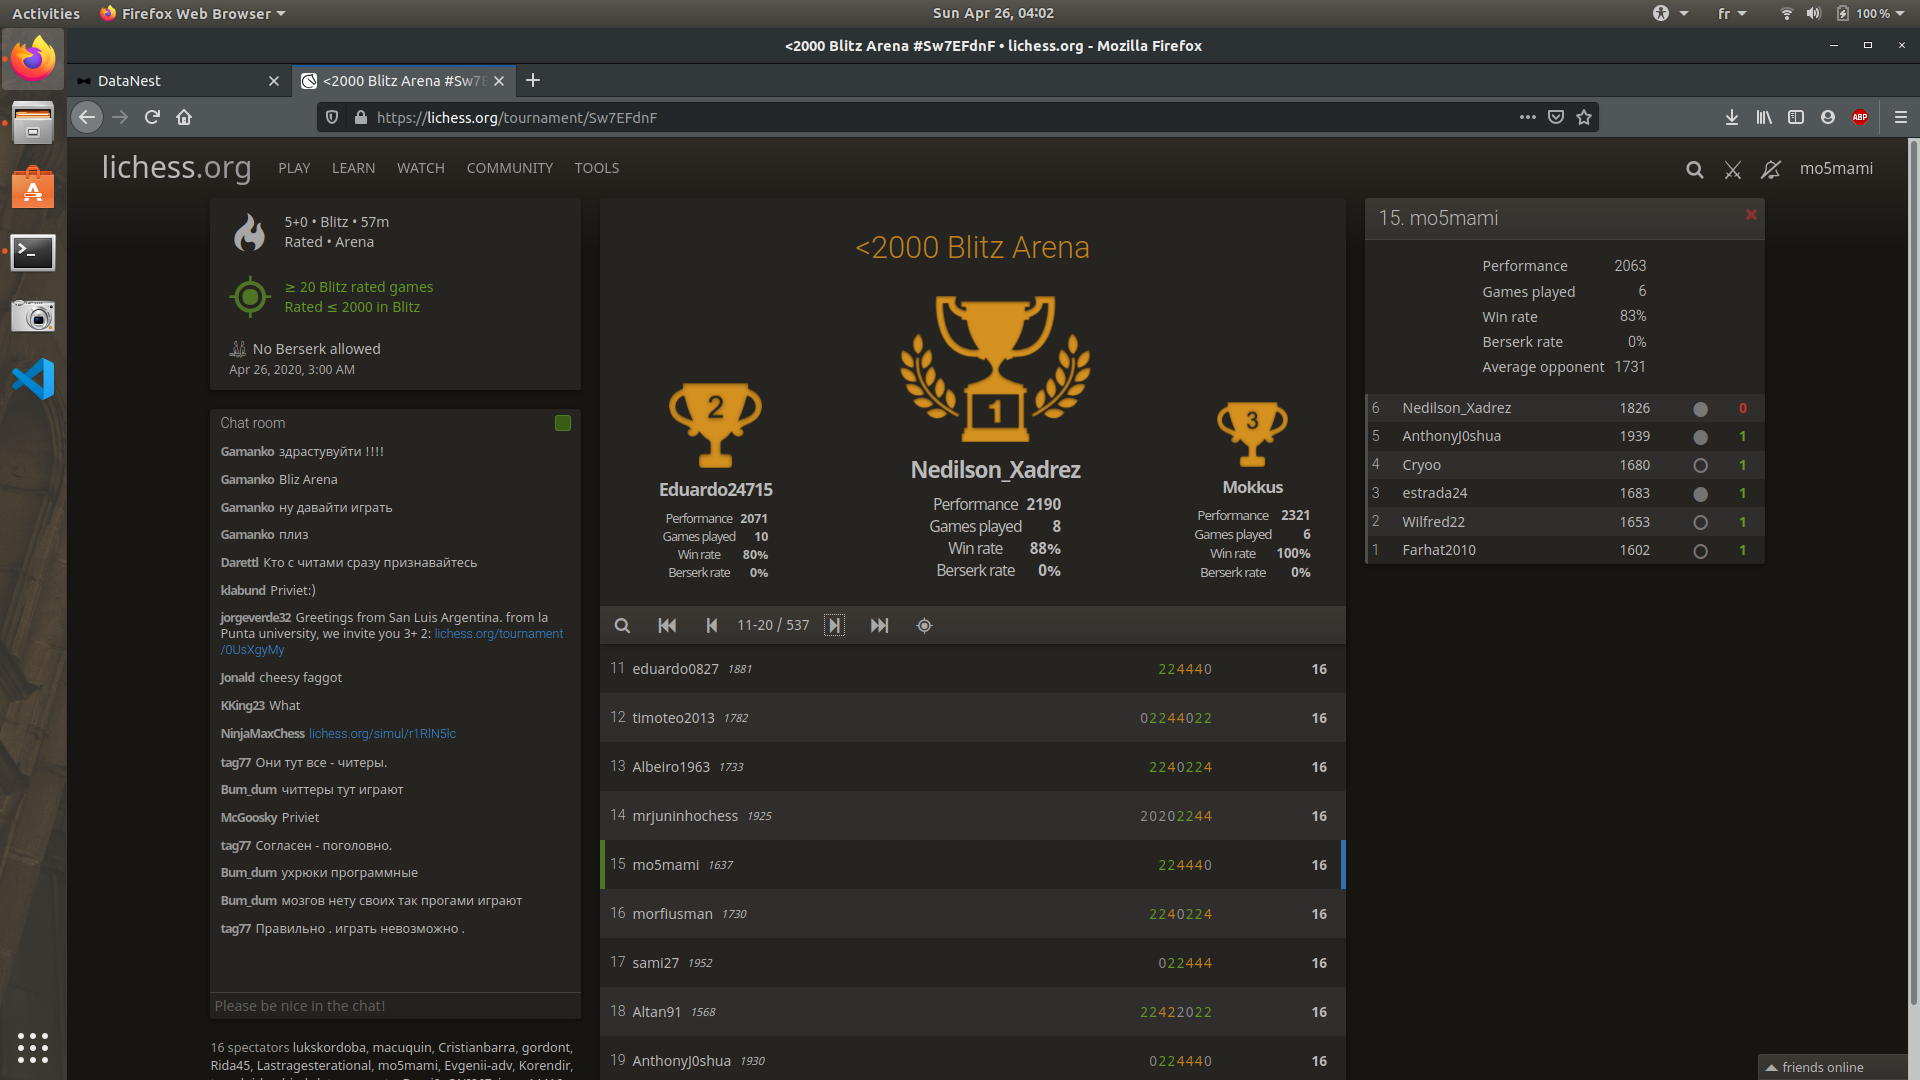 Activities
Firefox Web Browser
Sun Apr 26, 04:02
fr
100 %
<2000 Blitz Arena #Sw7EFdnF • lichess.org - Mozilla Firefox
DataNest
<2000 Blitz Arena #Sw7E
https://lichess.org/tournament/Sw7EFdnF
ABP
lichess.org
PLAY LEARN WATCH COMMUNITY TOOLS
mo5mami
5+0 • Blitz • 57m
Rated • Arena
≥ 20 Blitz rated games
Rated ≤ 2000 in Blitz
No Berserk allowed
Apr 26, 2020, 3:00 AM
Chat room
Gamanko здраствуйти !!!!
Gamanko Bliz Arena
Gamanko ну давайти играть
Gamanko плиз
Darettl Кто с читами сразу признавайтесь
klabund Priviet:)
jorgeverde32 Greetings from San Luis Argentina. from la
Punta university, we invite you 3+ 2: lichess.org/tournament
/0UsXgyMy
Jonald cheesy faggot
KKing23 What
NinjaMaxChess lichess.org/simul/r1RlN5lc
tag77 Они тут все - читеры.
Bum_dum читтеры тут играют
McGoosky Priviet
tag77 Согласен - поголовно.
Bum_dum ухрюки программные
Bum_dum мозгов нету своих так прогами играют
tag77 Правильно . играть невозможно .
Please be nice in the chat!
16 spectators lukskordoba, macuquin, Cristianbarra, gordont,
Rida45, Lastragesterational, mo5mami, Evgenii-adv, Korendir,
<2000 Blitz Arena
2
Eduardo24715
Performance 2071
Games played 10
Win rate 80%
Berserk rate 0%
1
Nedilson_Xadrez
Performance 2190
Games played 8
Win rate 88%
Berserk rate 0%
3
Mokkus
Performance 2321
Games played 6
Win rate 100%
Berserk rate 0%
11-20 / 537
11 eduardo0827 1881 224440 16
12 timoteo2013 1782 02244022 16
13 Albeiro1963 1733 2240224 16
14 mrjuninhochess 1925 20202244 16
15 mo5mami 1637 224440 16
16 morfiusman 1730 2240224 16
17 sami27 1952 022444 16
18 Altan91 1568 22422022 16
19 AnthonyJ0shua 1930 0224440 16
15. mo5mami
Performance 2063
Games played 6
Win rate 83%
Berserk rate 0%
Average opponent 1731
6 Nedilson_Xadrez 1826 0
5 AnthonyJ0shua 1939 1
4 Cryoo 1680 1
3 estrada24 1683 1
2 Wilfred22 1653 1
1 Farhat2010 1602 1
friends online